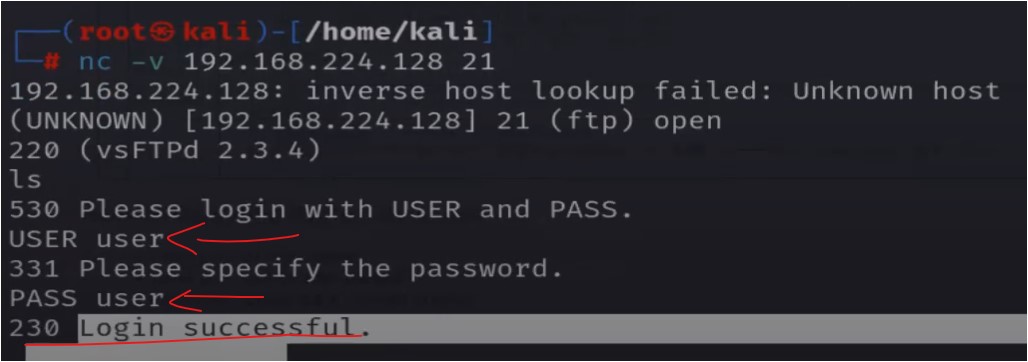 (root㉿kali)-[/home/kali]
# nc -v 192.168.224.128 21
192.168.224.128: inverse host lookup failed: Unknown host
(UNKNOWN) [192.168.224.128] 21 (ftp) open
220 (vsFTPd 2.3.4)
ls
530 Please login with USER and PASS.
USER user
331 Please specify the password.
PASS user
230 Login successful.